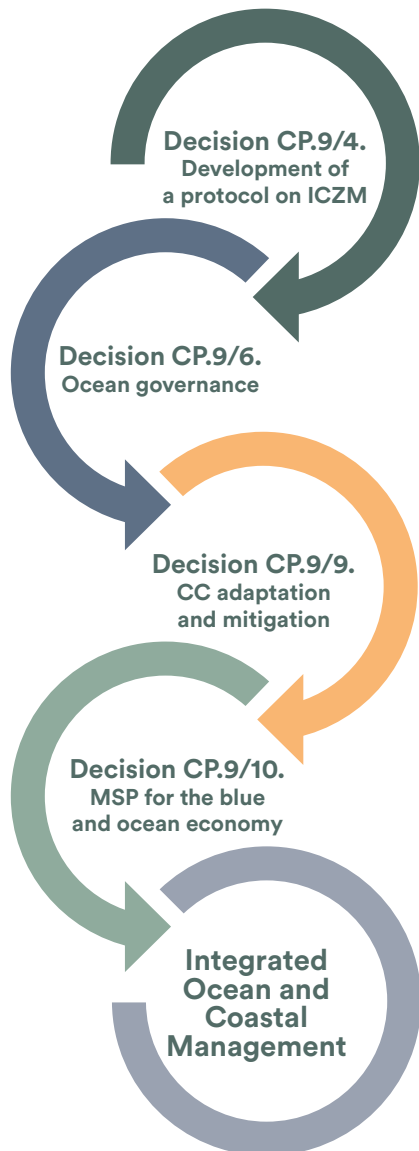 Decision CP.9/4.
Development of
a protocol on ICZM
Decision CP.9/6.
Ocean governance
Decision CP.9/9.
CC adaptation
and mitigation
Decision CP.9/10.
MSP for the blue
and ocean economy
Integrated
Ocean and
Coastal
Management